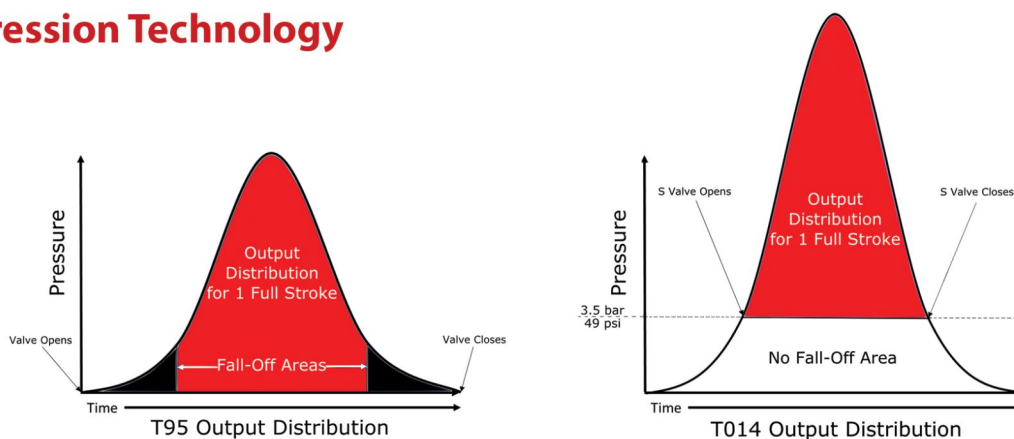 ression Technology
Pressure
Valve Opens
Output
Distribution
for 1 Full Stroke
Fall-Off Areas
Valve Closes
Time
T95 Output Distribution
Pressure
S Valve Opens
Output
Distribution
for 1 Full Stroke
S Valve Closes
3.5 bar
49 psi
No Fall-Off Area
Time
T014 Output Distribution